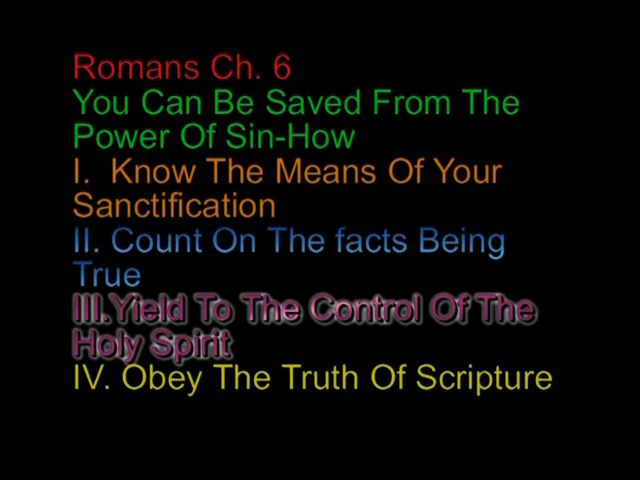 Romans Ch. 6
You Can Be Saved From The
Power Of Sin-How
I. Know The Means Of Your
Sanctification
II. Count On The facts Being
True
III.Yield To The Control Of The
Holy Spirit
IV. Obey The Truth Of Scripture